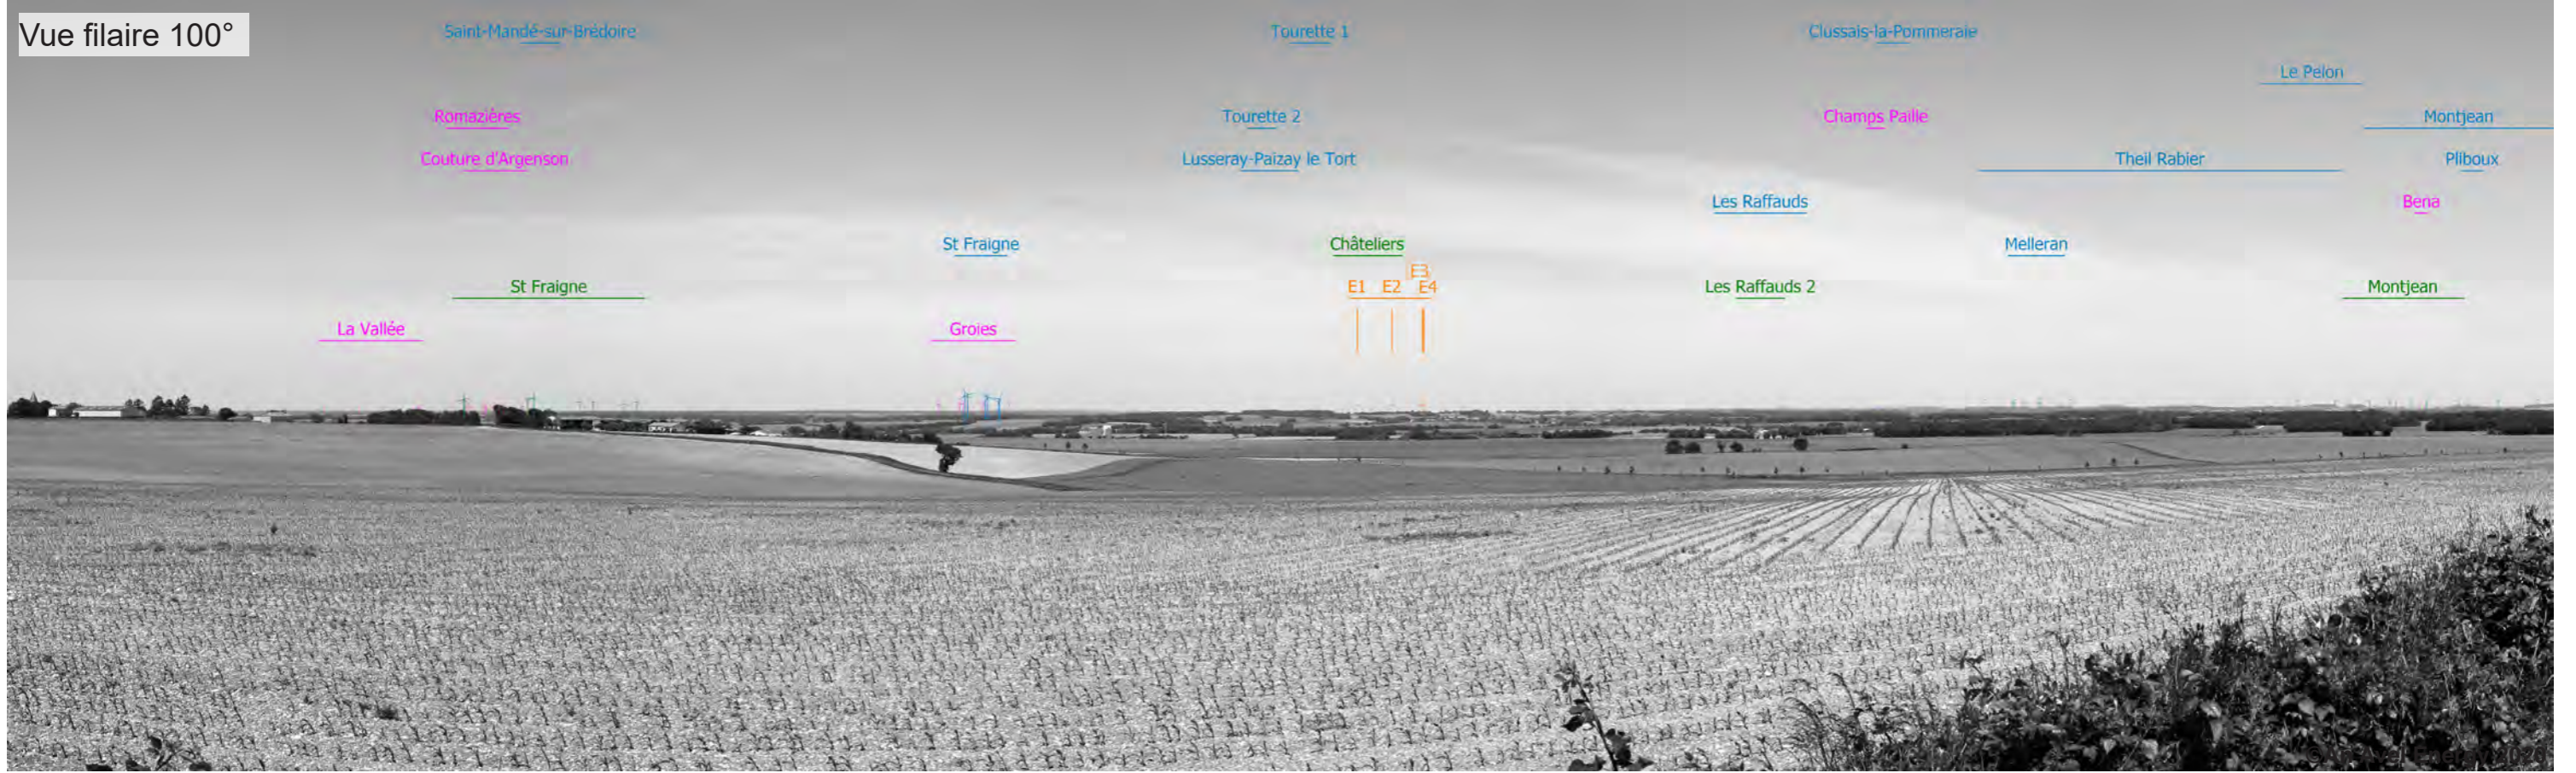 Vue filaire 100°
Saint-Mandé-sur-Brédoire
Tourette 1
Clussais-la-Pommeraie
Le Pelon
Romazières
Tourette 2
Champs Paille
Montjean
Couture d'Argenson
Lusseray-Paizay le Tort
Theil Rabier
Pliboux
Les Raffauds
Bena
St Fraigne
Châteliers
Melleran
E3
St Fraigne
E1 E2 E4
Les Raffauds 2
Montjean
La Vallée
Groies